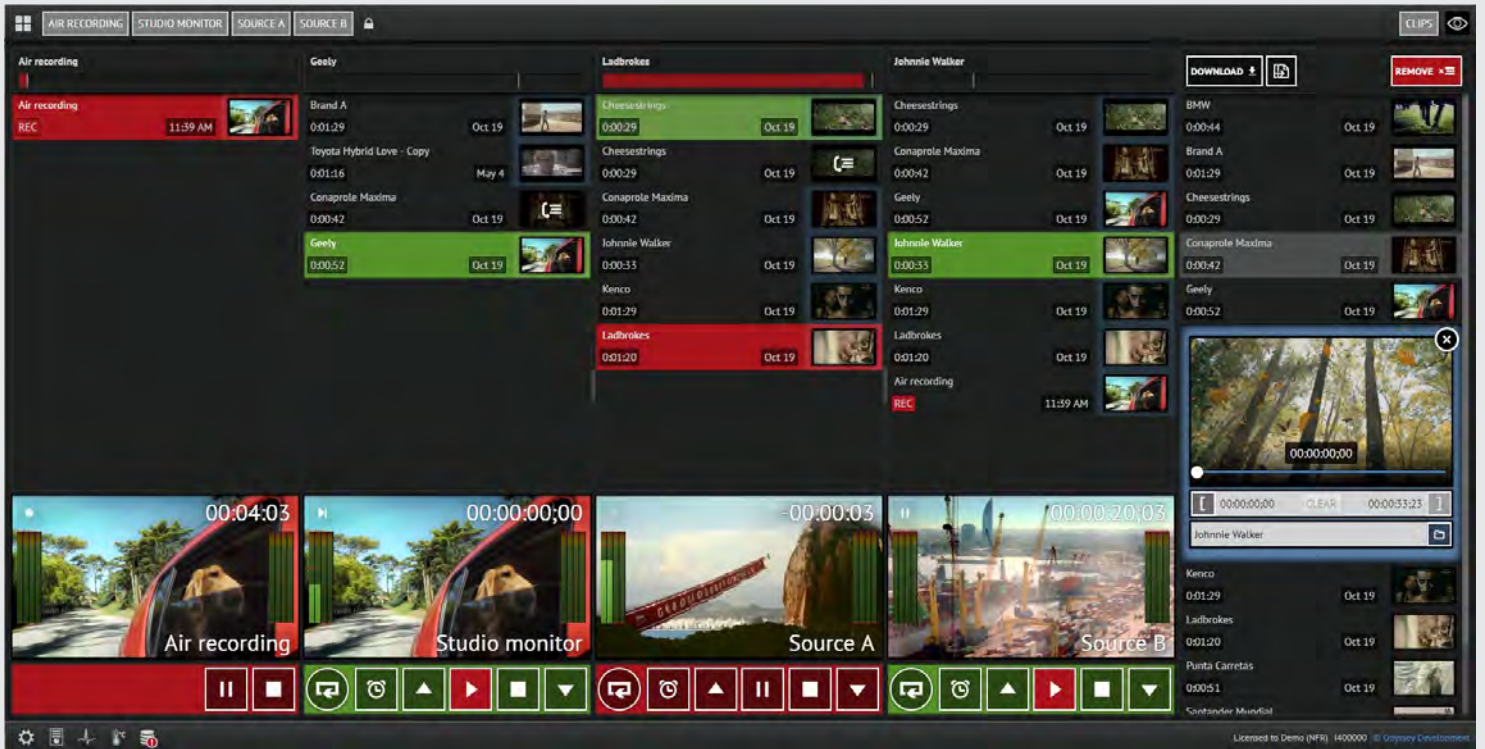 AIR RECORDING STUDIO MONITOR SOURCE A SOURCE B CLIPS
Air recording
Air recording
REC 11:39 AM
Geely
Brand A
0:01:29 Oct 19
Toyota Hybrid Love - Copy
0:01:16 May 4
Conaprole Maxima
0:00:42 Oct 19
Geely
0:00:52 Oct 19
Ladbrokes
Cheesestrings
0:00:29 Oct 19
Cheesestrings
0:00:29 Oct 19
Conaprole Maxima
0:00:42 Oct 19
Johnnie Walker
0:00:33 Oct 19
Kenco
0:01:29 Oct 19
Ladbrokes
0:01:20 Oct 19
Johnnie Walker
Cheesestrings
0:00:29 Oct 19
Conaprole Maxima
0:00:42 Oct 19
Geely
0:00:52 Oct 19
Johnnie Walker
0:00:33 Oct 19
Kenco
0:01:29 Oct 19
Ladbrokes
0:01:20 Oct 19
Air recording
REC 11:39 AM
DOWNLOAD REMOVE
BMW
0:00:44 Oct 19
Brand A
0:01:29 Oct 19
Cheesestrings
0:00:29 Oct 19
Conaprole Maxima
0:00:42 Oct 19
Geely
0:00:52 Oct 19
00:00:00;00
00:00:00;00 CLEAR 00:00:33;23
Johnnie Walker
Kenco
0:01:29 Oct 19
Ladbrokes
0:01:20 Oct 19
Punta Carretas
0:00:51 Oct 19
Santander Mundial
00:04:03
Air recording
00:00:00;00
Studio monitor
-00:00:03
Source A
00:00:20;03
Source B
Licensed to Demo (NFR) 1400000 © Odyssey Development